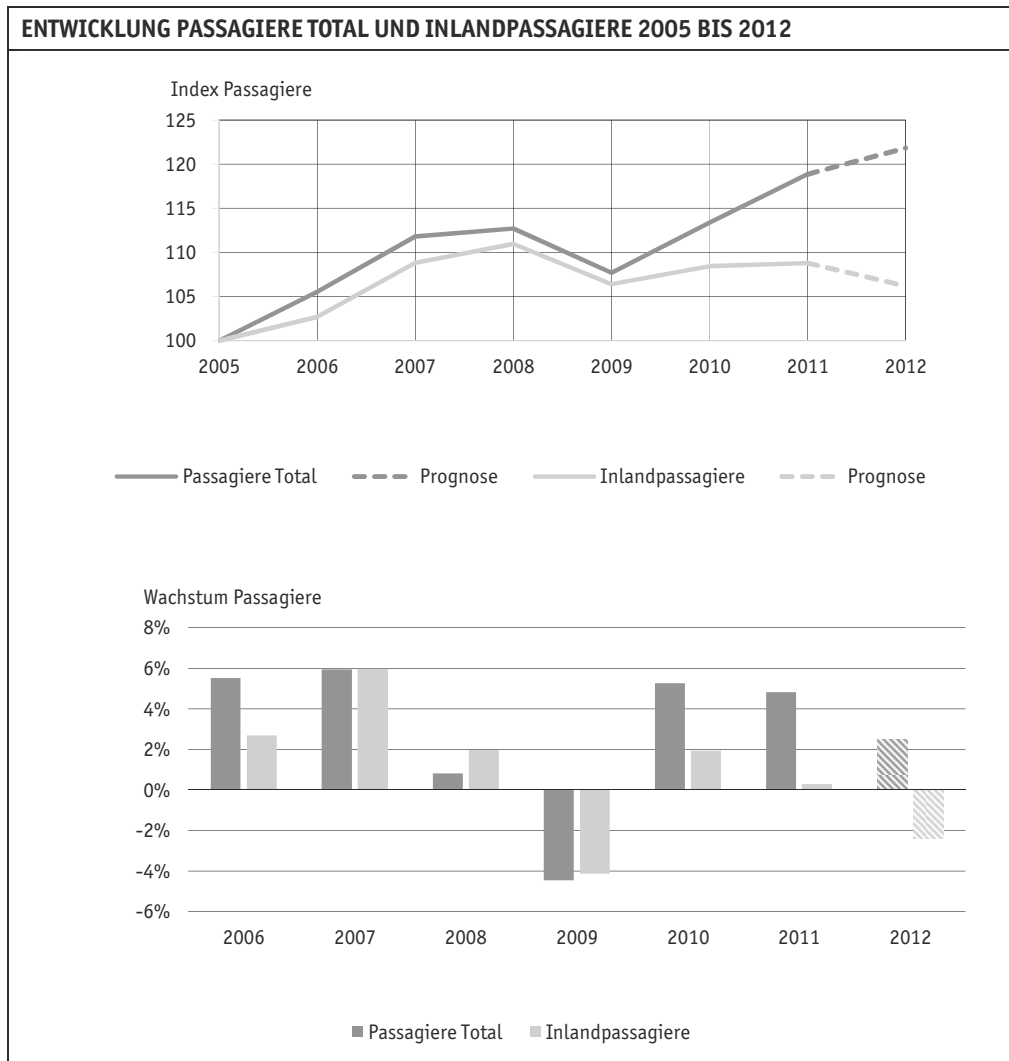 ENTWICKLUNG PASSAGIERE TOTAL UND INLANDPASSAGIERE 2005 BIS 2012
Index Passagiere
125
120
115
110
105
100
2005 2006 2007 2008 2009 2010 2011 2012
Passagiere Total Prognose Inlandpassagiere Prognose
Wachstum Passagiere
8%
6%
4%
2%
0%
-2%
-4%
-6%
2006 2007 2008 2009 2010 2011 2012
Passagiere Total Inlandpassagiere